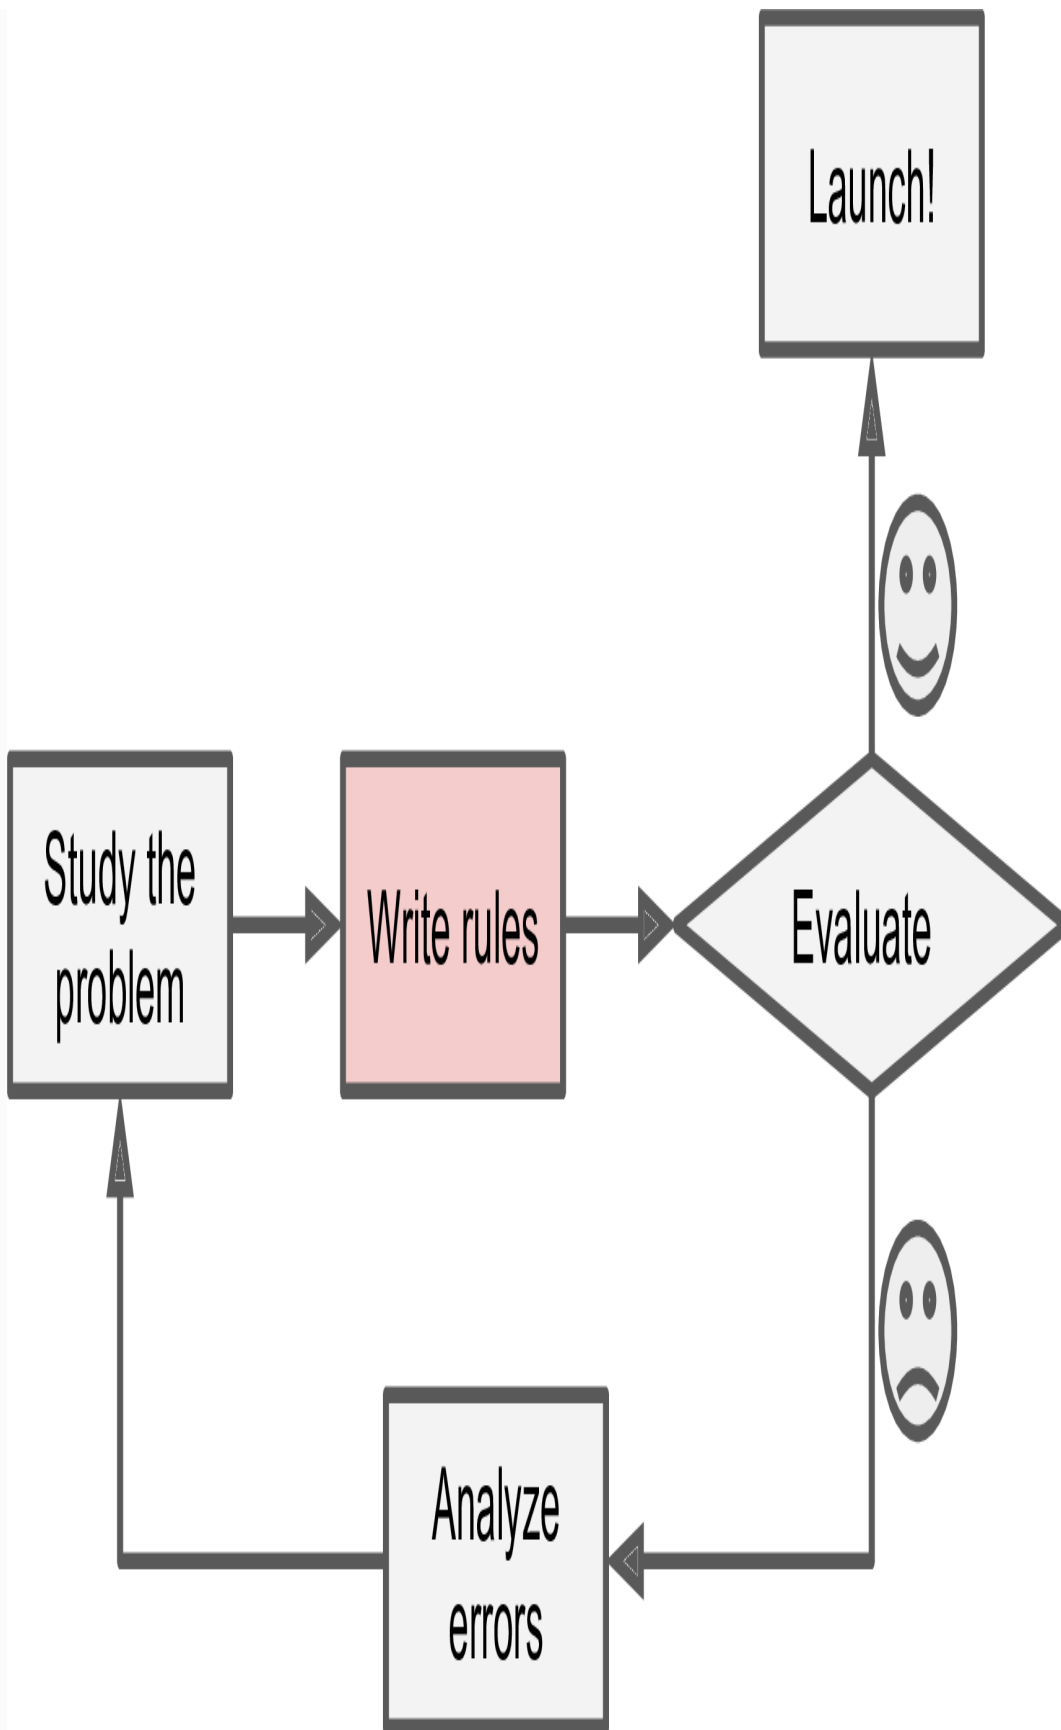 Launch!
Study the
problem
Write rules
Evaluate
Analyze
errors